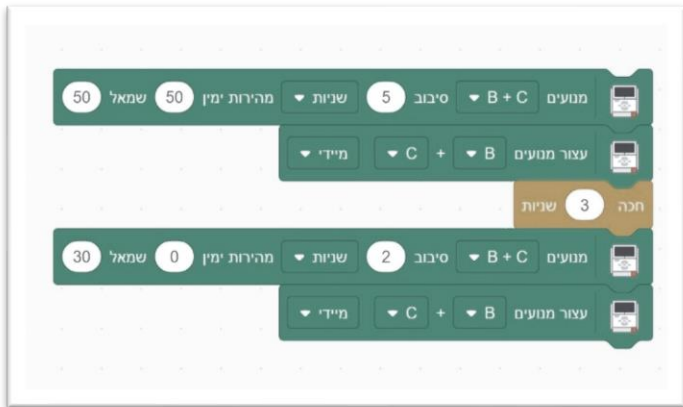 מנועים B + C סיבוב 5 שניות מהירות ימין 50 שמאל 50
עצור מנועים B + C מיידי
חכה 3 שניות
מנועים B + C סיבוב 2 שניות מהירות ימין 0 שמאל 30
עצור מנועים B + C מיידי